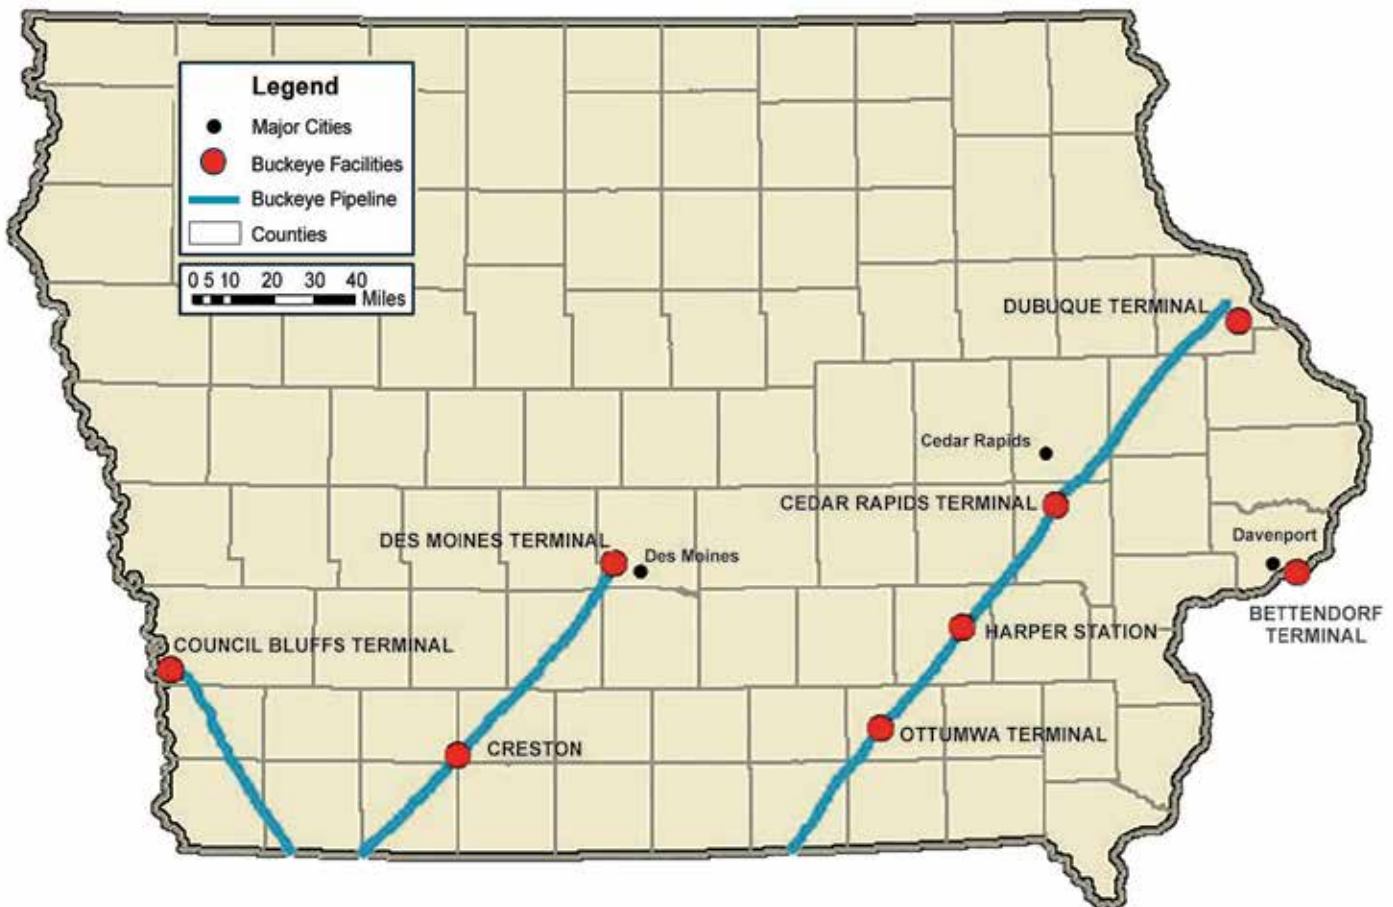 Legend
Major Cities
Buckeye Facilities
Buckeye Pipeline
Counties
0 5 10 20 30 40
Miles
DUBUQUE TERMINAL
Cedar Rapids
CEDAR RAPIDS TERMINAL
Davenport
DES MOINES TERMINAL
Des Moines
BETTENDORF
TERMINAL
HARPER STATION
COUNCIL BLUFFS TERMINAL
OTTUMWA TERMINAL
CRESTON